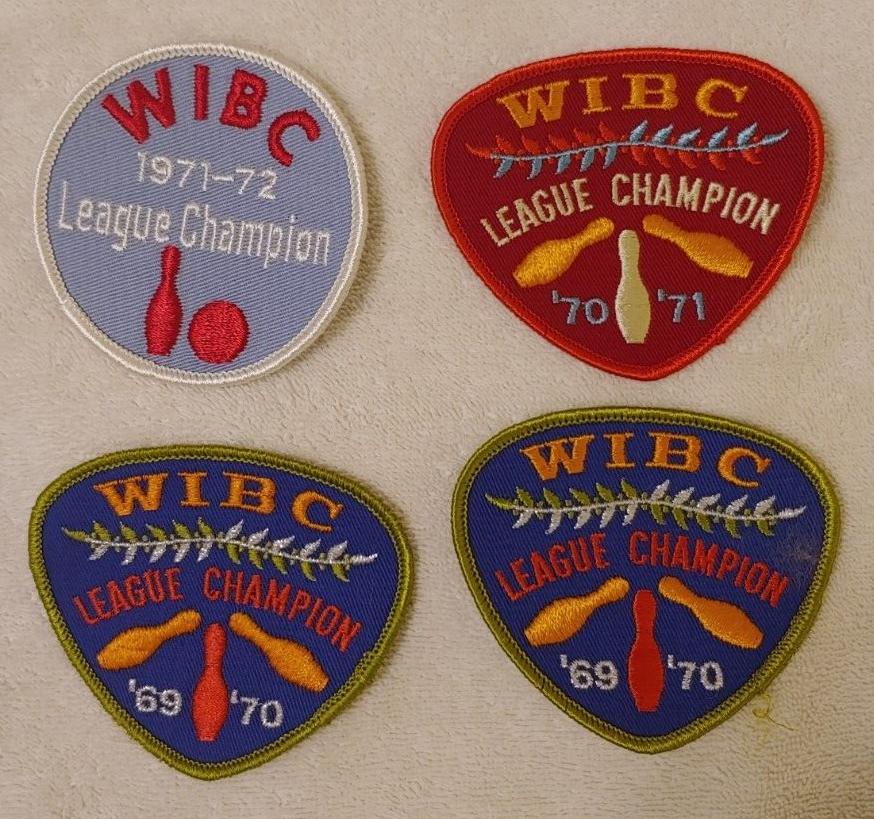 WIBC
1971-72
League Champion
WIBC
LEAGUE CHAMPION
'70 '71
WIBC
LEAGUE CHAMPION
'69 '70
WIBC
LEAGUE CHAMPION
'69 '70